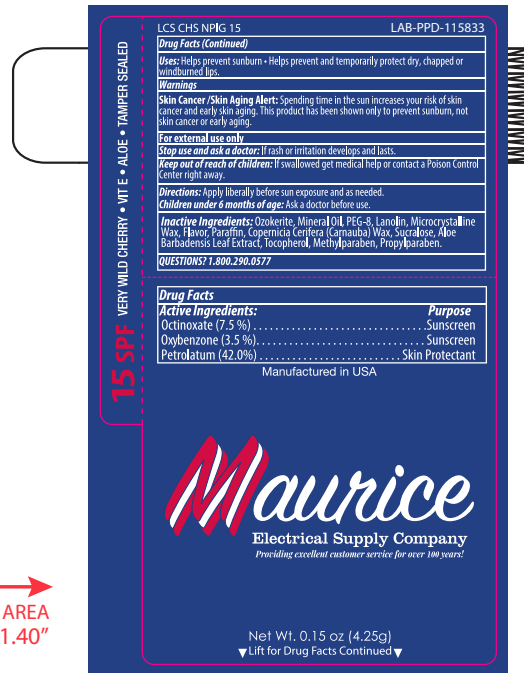 LCS CHS NPIG 15 LAB-PPD-115833
Drug Facts (Continued)
Uses: Helps prevent sunburn • Helps prevent and temporarily protect dry, chapped or
windburned lips.
Warnings
Skin Cancer /Skin Aging Alert: Spending time in the sun increases your risk of skin
cancer and early skin aging. This product has been shown only to prevent sunburn, not
skin cancer or early aging.
For external use only
Stop use and ask a doctor: If rash or irritation develops and lasts.
Keep out of reach of children: If swallowed get medical help or contact a Poison Control
Center right away.
Directions: Apply liberally before sun exposure and as needed.
Children under 6 months of age: Ask a doctor before use.
Inactive Ingredients: Ozokerite, Mineral Oil, PEG-8, Lanolin, Microcrystalline
Wax, Flavor, Paraffin, Copernicia Cerifera (Carnauba) Wax, Sucralose, Aloe
Barbadensis Leaf Extract, Tocopherol, Methylparaben, Propylparaben.
QUESTIONS? 1.800.290.0577
15 SPF VERY WILD CHERRY • VIT E • ALOE • TAMPER SEALED
Drug Facts
Active Ingredients: Purpose
Octinoxate (7.5 %) . . . . . . . . . . . . . . . . . . . . . . . . . . Sunscreen
Oxybenzone (3.5 %). . . . . . . . . . . . . . . . . . . . . . . . . Sunscreen
Petrolatum (42.0%) . . . . . . . . . . . . . . . . . . . . . Skin Protectant
Manufactured in USA
Maurice
Electrical Supply Company
Providing excellent customer service for over 100 years!
AREA
1.40"
Net Wt. 0.15 oz (4.25g)
▼Lift for Drug Facts Continued▼